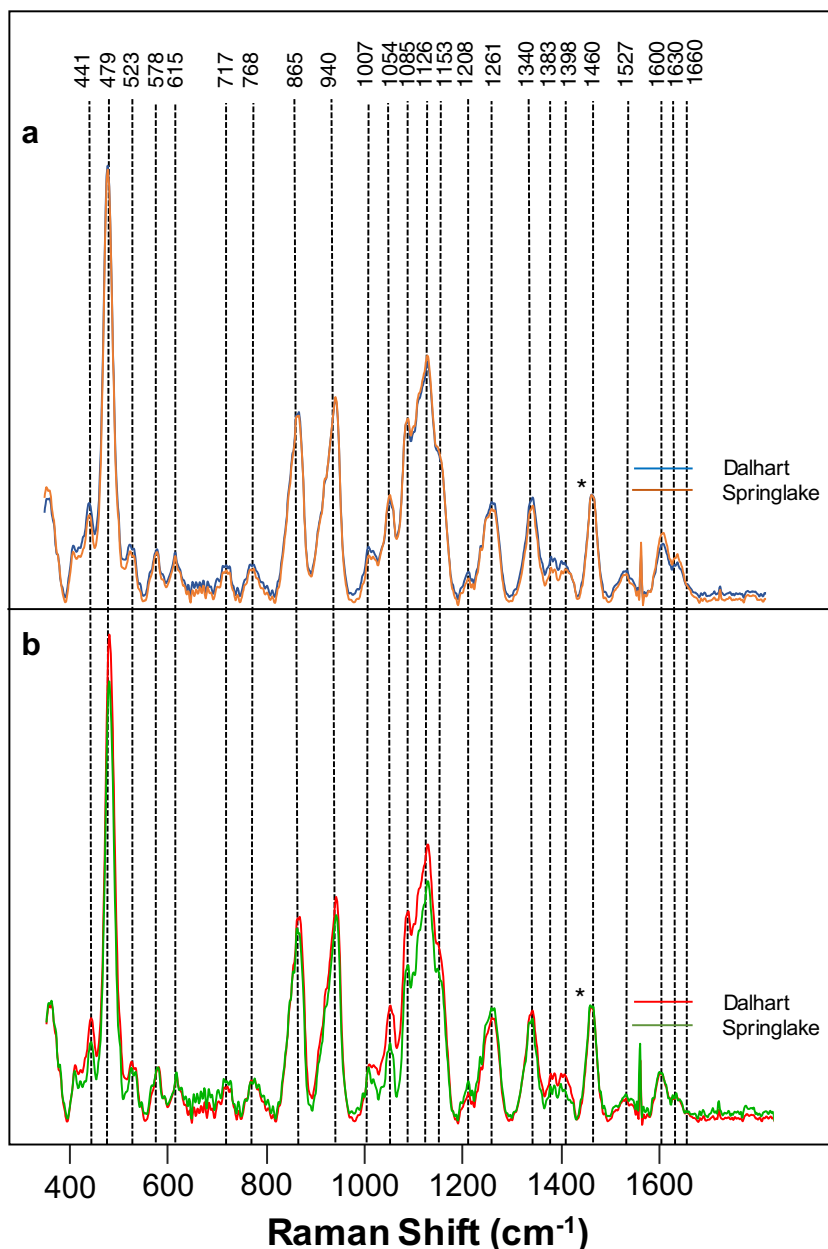 441 479 523 578 615 717 768 865 940 1007 1054 1085 1126 1153 1208 1261 1340 1383 1398 1460 1527 1600 1630 1660
a
*
Dalhart
Springlake
b
*
Dalhart
Springlake
400 600 800 1000 1200 1400 1600
Raman Shift (cm⁻¹)